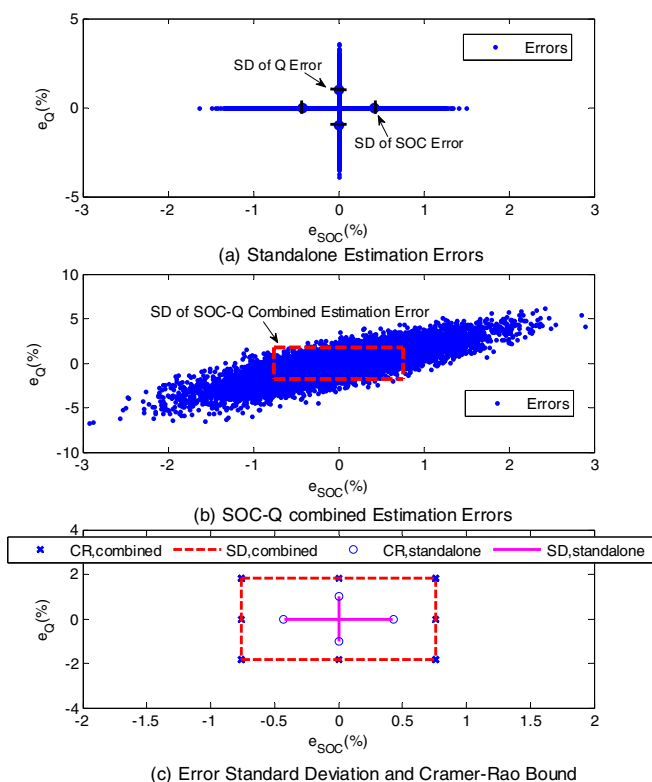 5
0
-5
e_Q(%)
SD of Q Error
Errors
SD of SOC Error
-3 -2 -1 0 1 2 3
e_SOC(%)
(a) Standalone Estimation Errors
10
5
0
-5
-10
e_Q(%)
SD of SOC-Q Combined Estimation Error
Errors
-3 -2 -1 0 1 2 3
e_SOC(%)
(b) SOC-Q combined Estimation Errors
CR,combined SD,combined CR,standalone SD,standalone
2
0
-2
-4
e_Q(%)
-2 -1.5 -1 -0.5 0 0.5 1 1.5 2
e_SOC(%)
(c) Error Standard Deviation and Cramer-Rao Bound